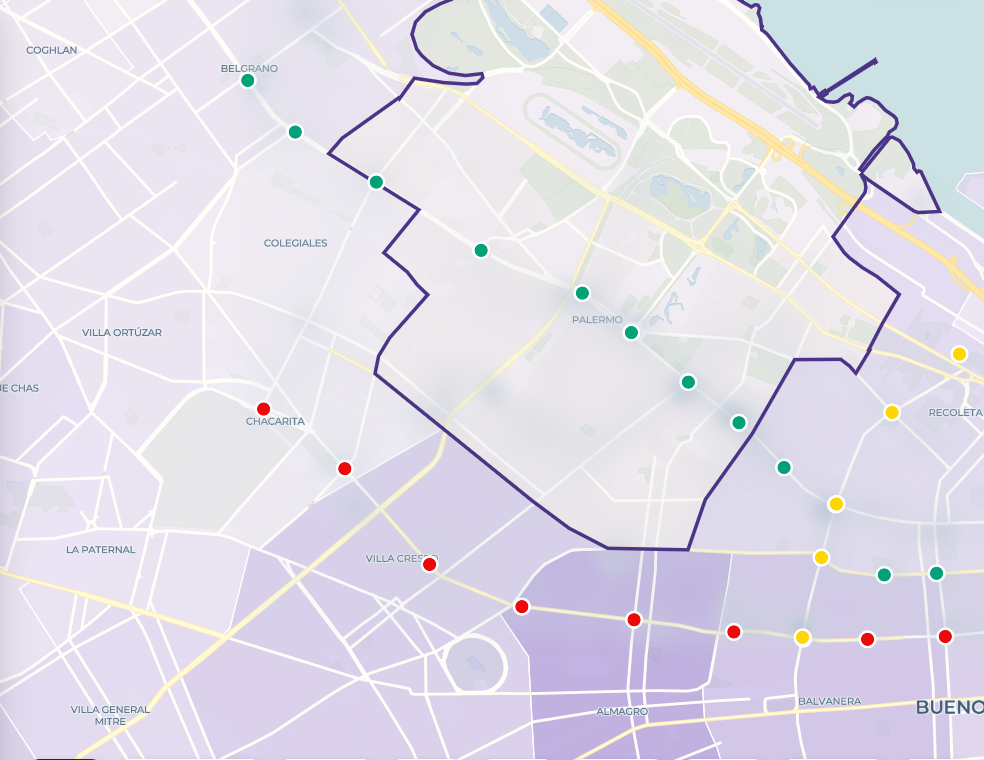 COGHLAN
BELGRANO
COLEGIALES
PALERMO
VILLA ORTÚZAR
CHAS
CHACARITA
RECOLETA
LA PATERNAL
VILLA CRESPO
VILLA GENERAL
MITRE
ALMAGRO
BALVANERA
BUENO